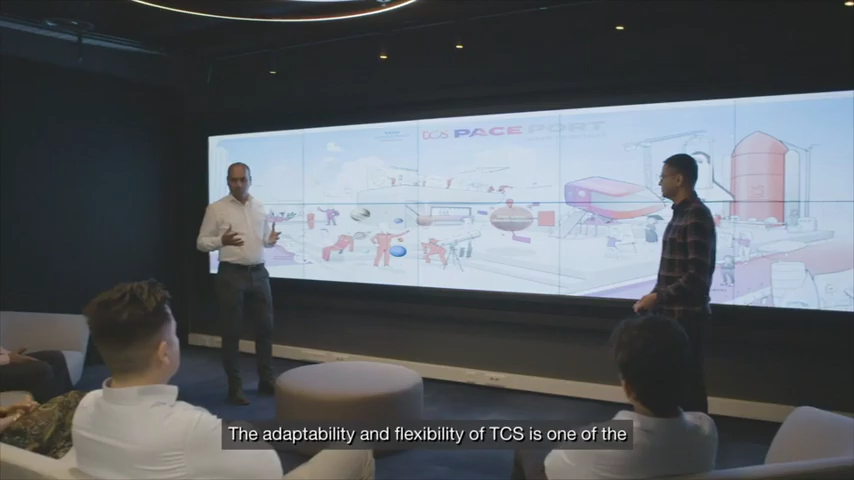 tcs PACE PORT
The adaptability and flexibility of TCS is one of the